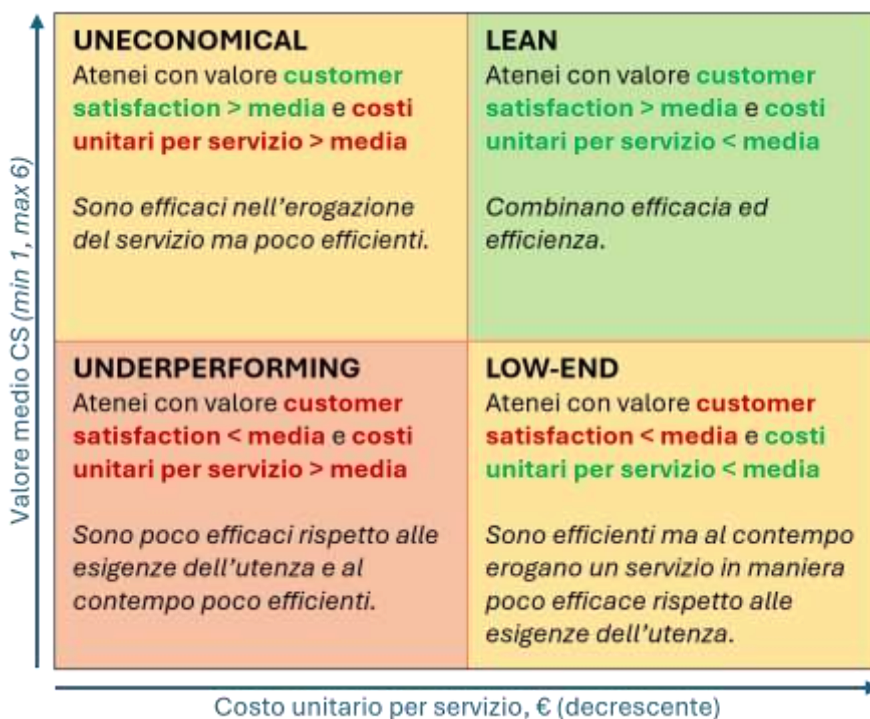 Valore medio CS (min 1, max 6)
UNECONOMICAL
Atenei con valore customer
satisfaction > media e costi
unitari per servizio > media
Sono efficaci nell'erogazione
del servizio ma poco efficienti.
LEAN
Atenei con valore customer
satisfaction > media e costi
unitari per servizio < media
Combinano efficacia ed
efficienza.
UNDERPERFORMING
Atenei con valore customer
satisfaction < media e costi
unitari per servizio > media
Sono poco efficaci rispetto alle
esigenze dell'utenza e al
contempo poco efficienti.
LOW-END
Atenei con valore customer
satisfaction < media e costi
unitari per servizio < media
Sono efficienti ma al contempo
erogano un servizio in maniera
poco efficace rispetto alle
esigenze dell'utenza.
Costo unitario per servizio, € (decrescente)